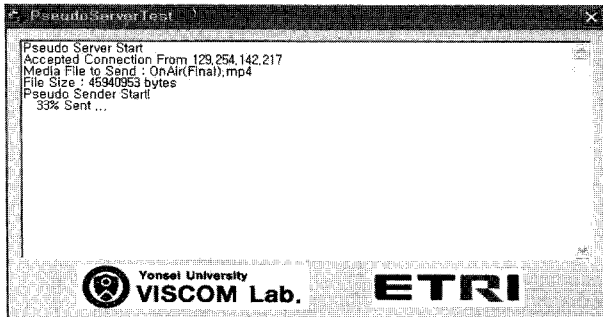 PseudoServerTest
Pseudo Server Start
Accepted Connection From 129,254,142,217
Media File to Send : OnAir(Final),mp4
File Size : 45940953 bytes
Pseudo Sender Start!
33% Sent ...
Yonsei University
VISCOM Lab.
ETRI